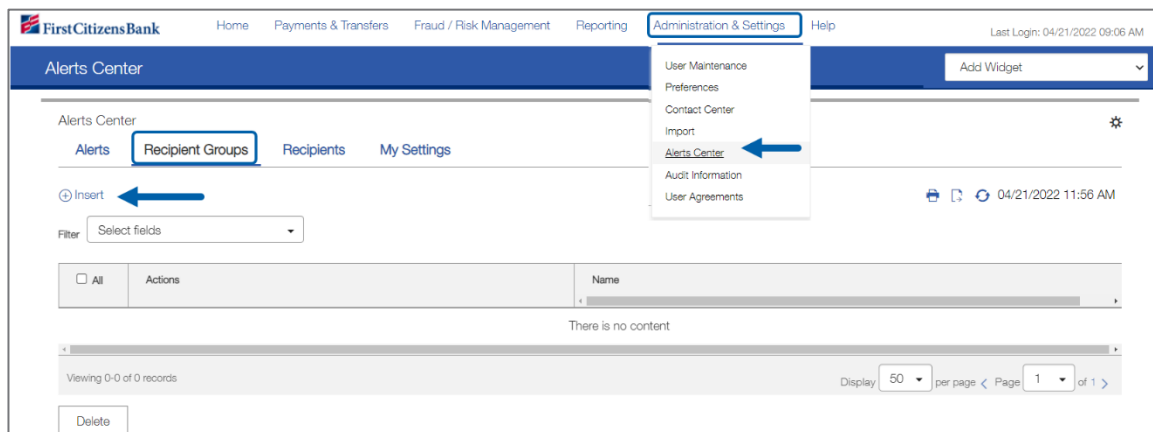 First Citizens Bank Home Payments & Transfers Fraud / Risk Management Reporting Administration & Settings Help Last Login: 04/21/2022 09:06 AM
Alerts Center Add Widget
User Maintenance
Preferences
Contact Center
Import
Alerts Center
Audit Information
User Agreements
Alerts Center
Alerts Recipient Groups Recipients My Settings
Insert 04/21/2022 11:56 AM
Filter Select fields
All Actions Name
There is no content
Viewing 0-0 of 0 records Display 50 per page Page 1 of 1
Delete